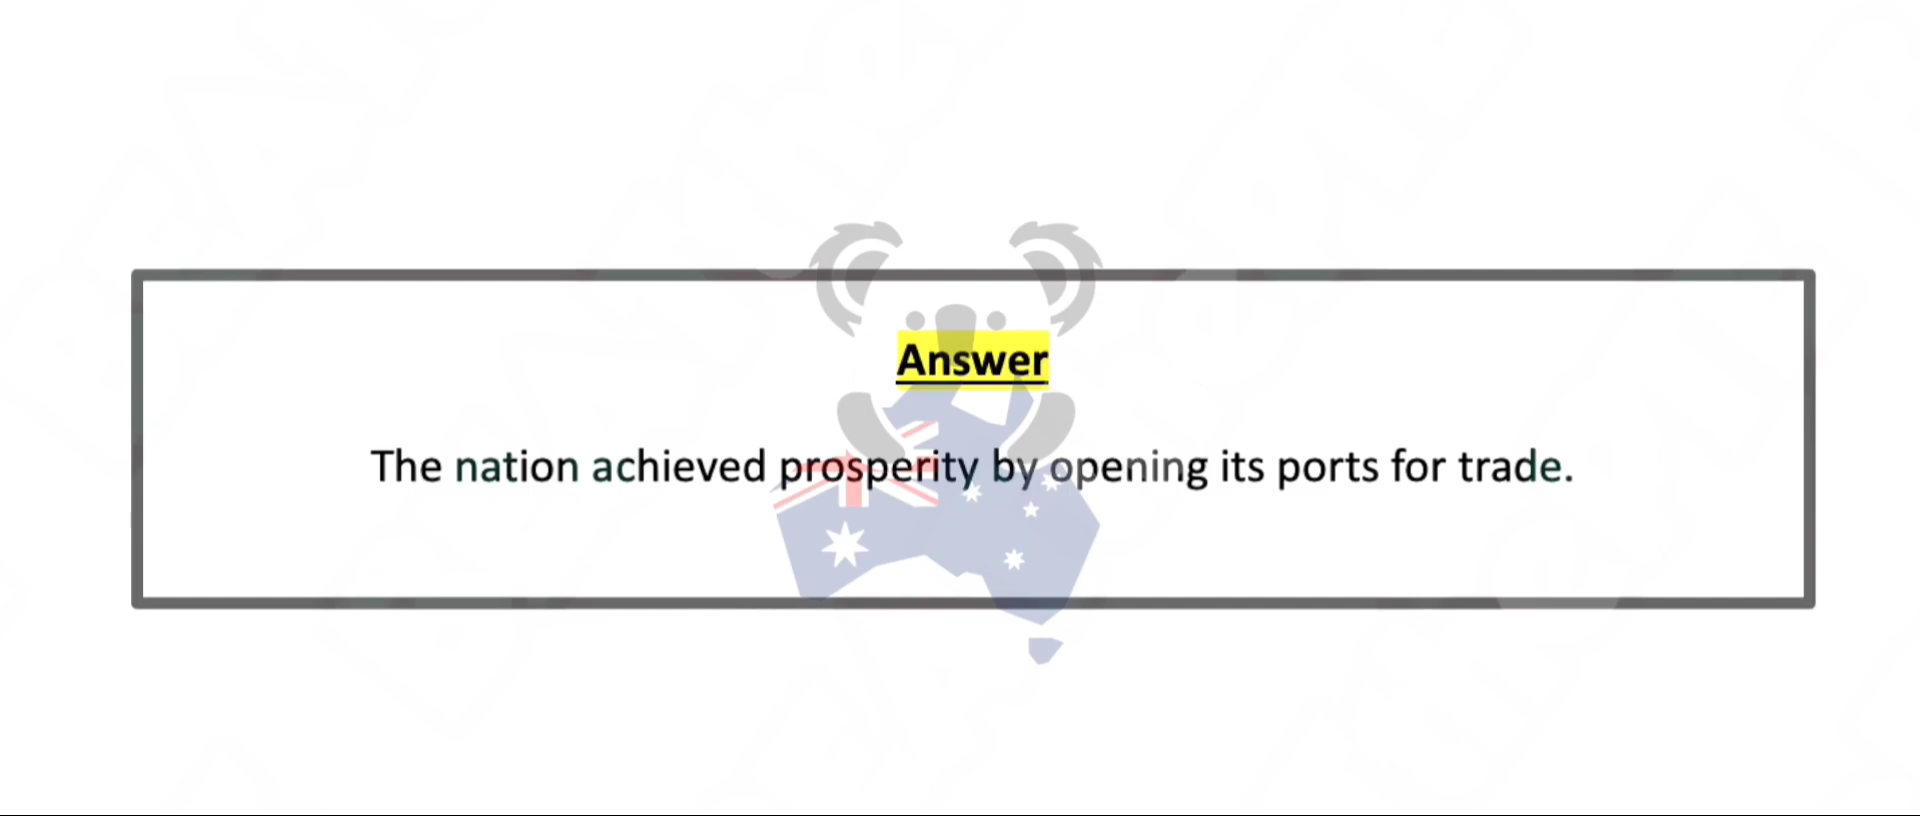 Answer
The nation achieved prosperity by opening its ports for trade.